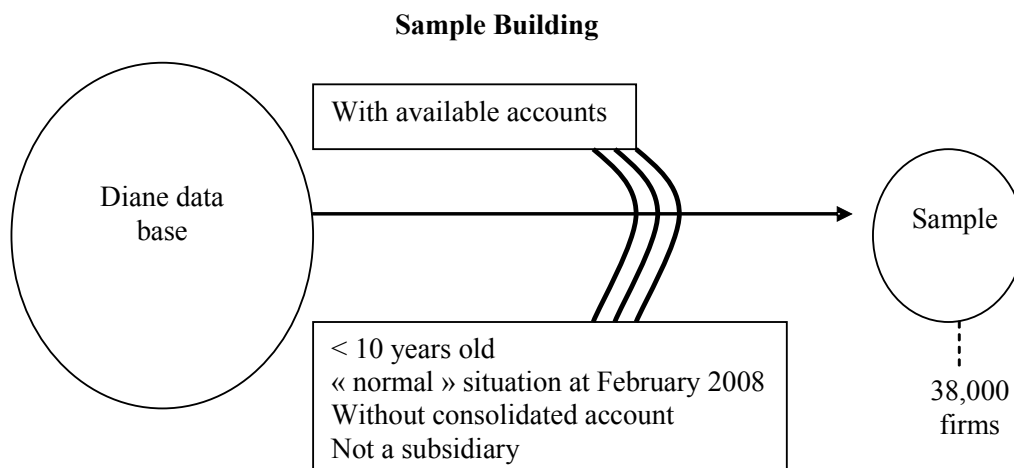 Sample Building
With available accounts
Diane data
base
Sample
< 10 years old
« normal » situation at February 2008
Without consolidated account
Not a subsidiary
38,000
firms